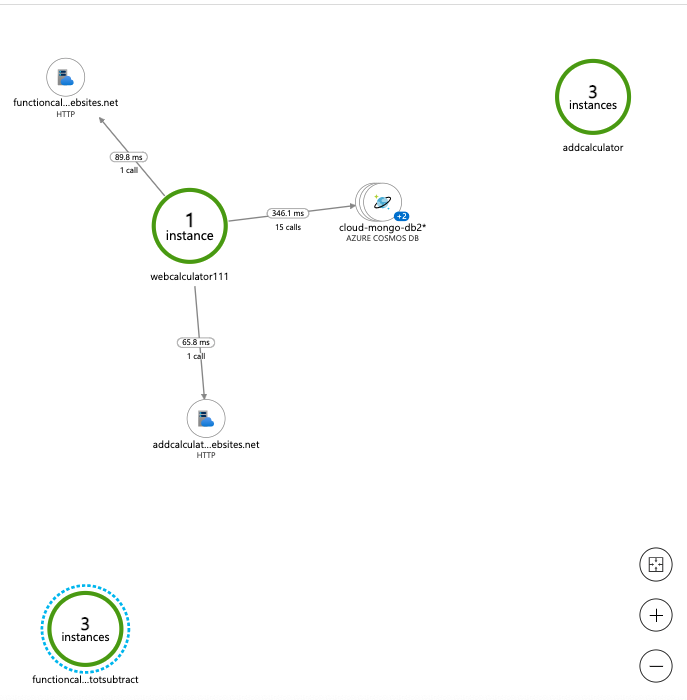 functioncal...ebsites.net
HTTP
3
instances
addcalculator
89.8 ms
1 call
1
instance
webcalculator111
346.1 ms
15 calls
+2
cloud-mongo-db2*
AZURE COSMOS DB
65.8 ms
1 call
addcalculat...ebsites.net
HTTP
3
instances
functioncal...totsubtract